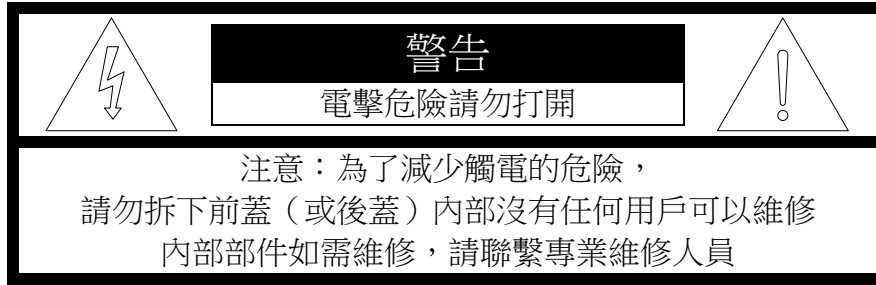 警告
電擊危險請勿打開
注意：為了減少觸電的危險，
請勿拆下前蓋（或後蓋）內部沒有任何用戶可以維修
內部部件如需維修，請聯繫專業維修人員